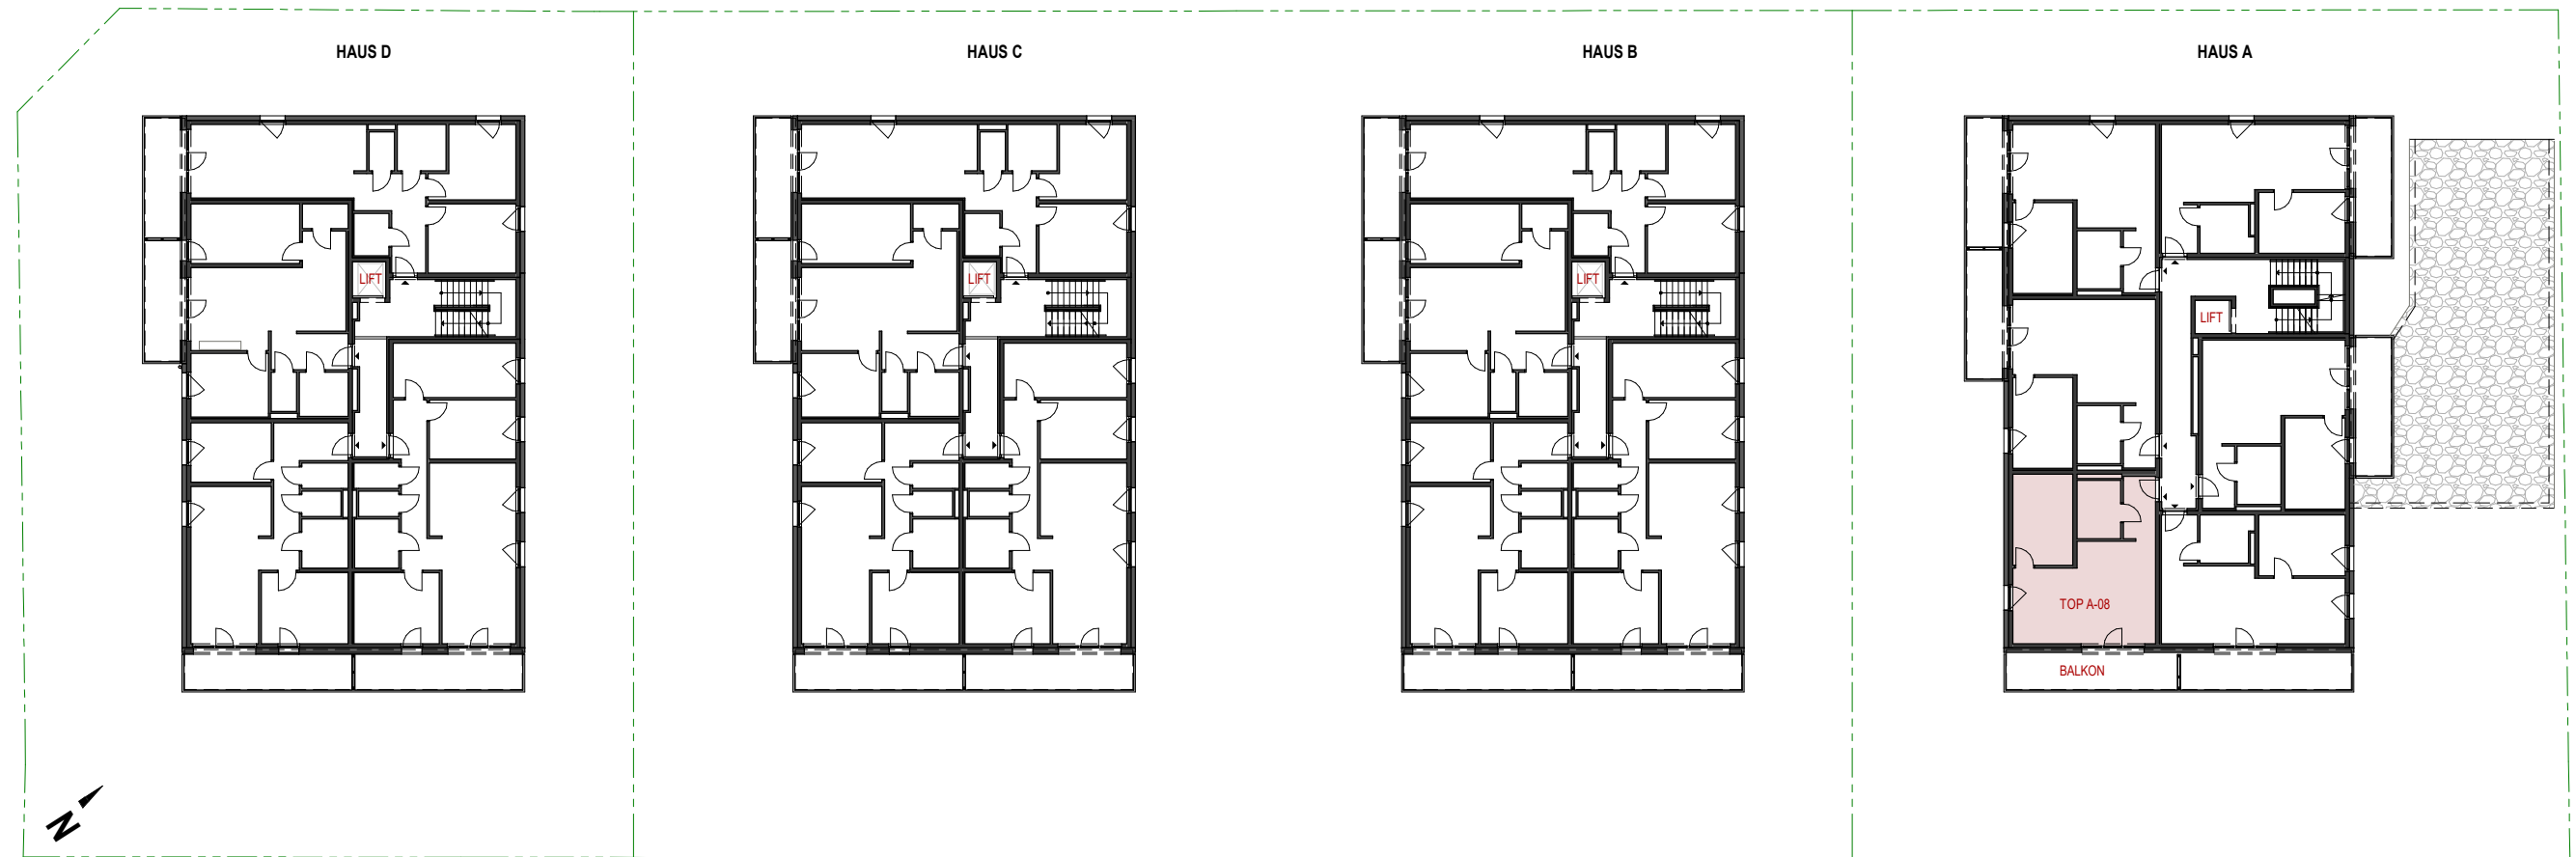 HAUS D
HAUS C
HAUS B
HAUS A
LIFT
LIFT
LIFT
LIFT
TOP A-08
BALKON
N